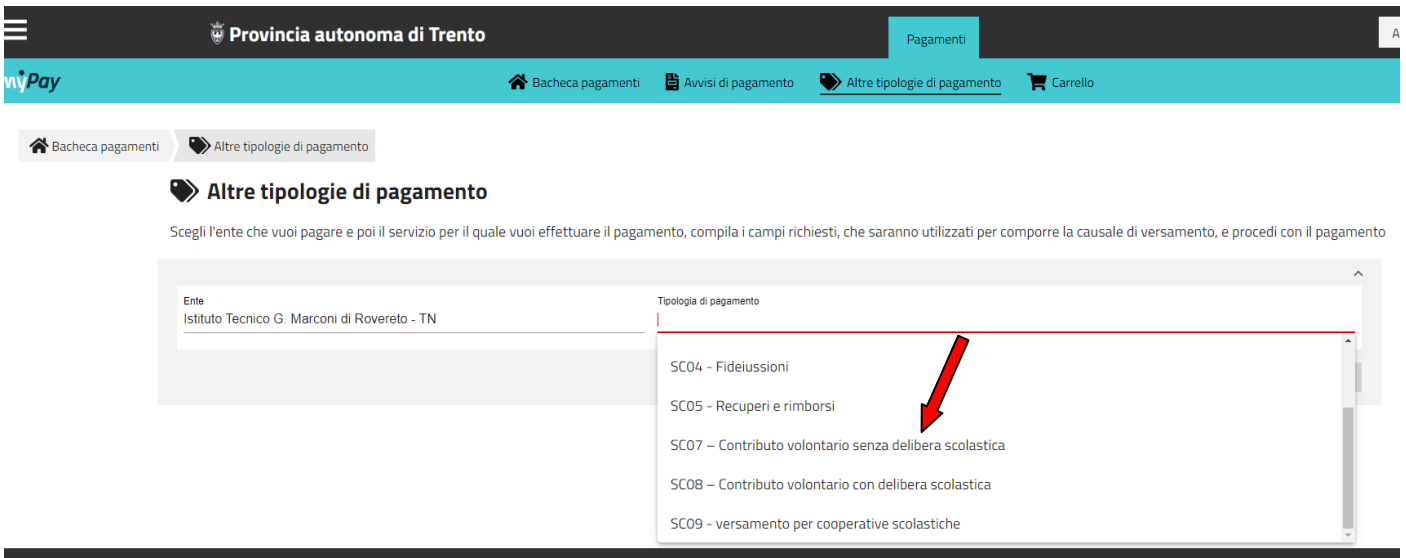 Provincia autonoma di Trento
Pagamenti
A
myPay
Bacheca pagamenti
Avvisi di pagamento
Altre tipologie di pagamento
Carrello
Bacheca pagamenti
Altre tipologie di pagamento
Altre tipologie di pagamento
Scegli l'ente che vuoi pagare e poi il servizio per il quale vuoi effettuare il pagamento, compila i campi richiesti, che saranno utilizzati per comporre la causale di versamento, e procedi con il pagamento
Ente
Tipologia di pagamento
Istituto Tecnico G. Marconi di Rovereto - TN
SC04 - Fideiussioni
SC05 - Recuperi e rimborsi
SC07 – Contributo volontario senza delibera scolastica
SC08 – Contributo volontario con delibera scolastica
SC09 - versamento per cooperative scolastiche